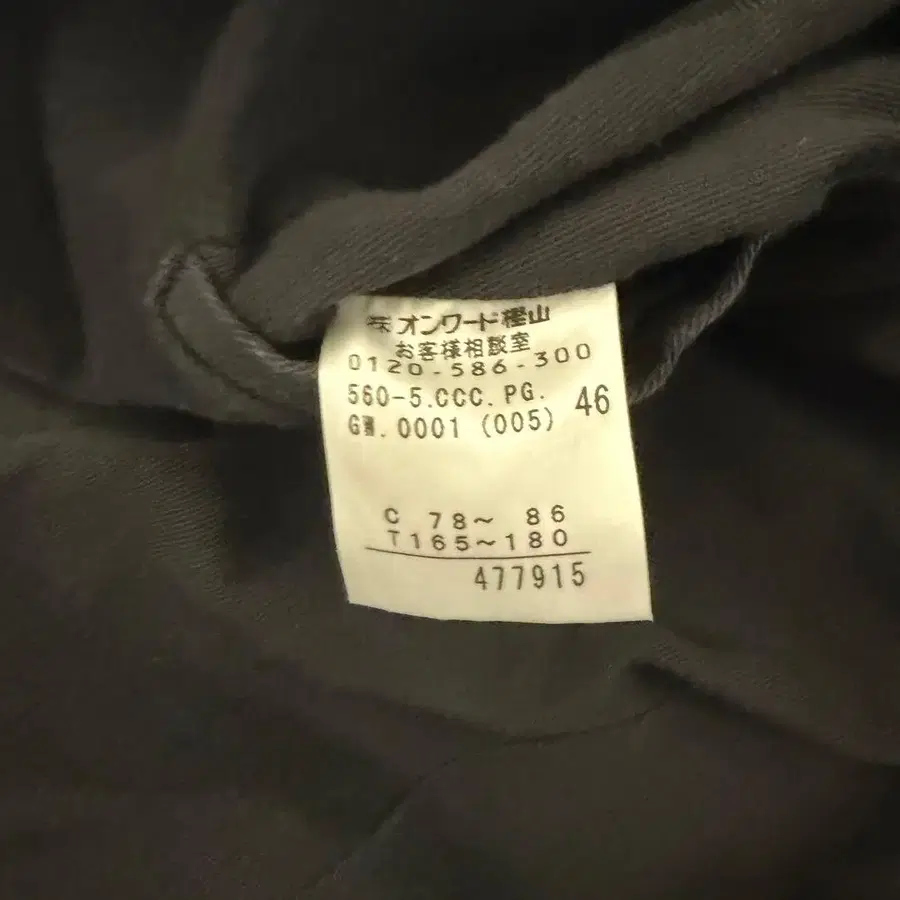 ㈱オンワード樫山
お客様相談室
0120-586-300
560-5.CCC.PG. 46
.0001 (005)
C 78～ 86
T165～180
477915